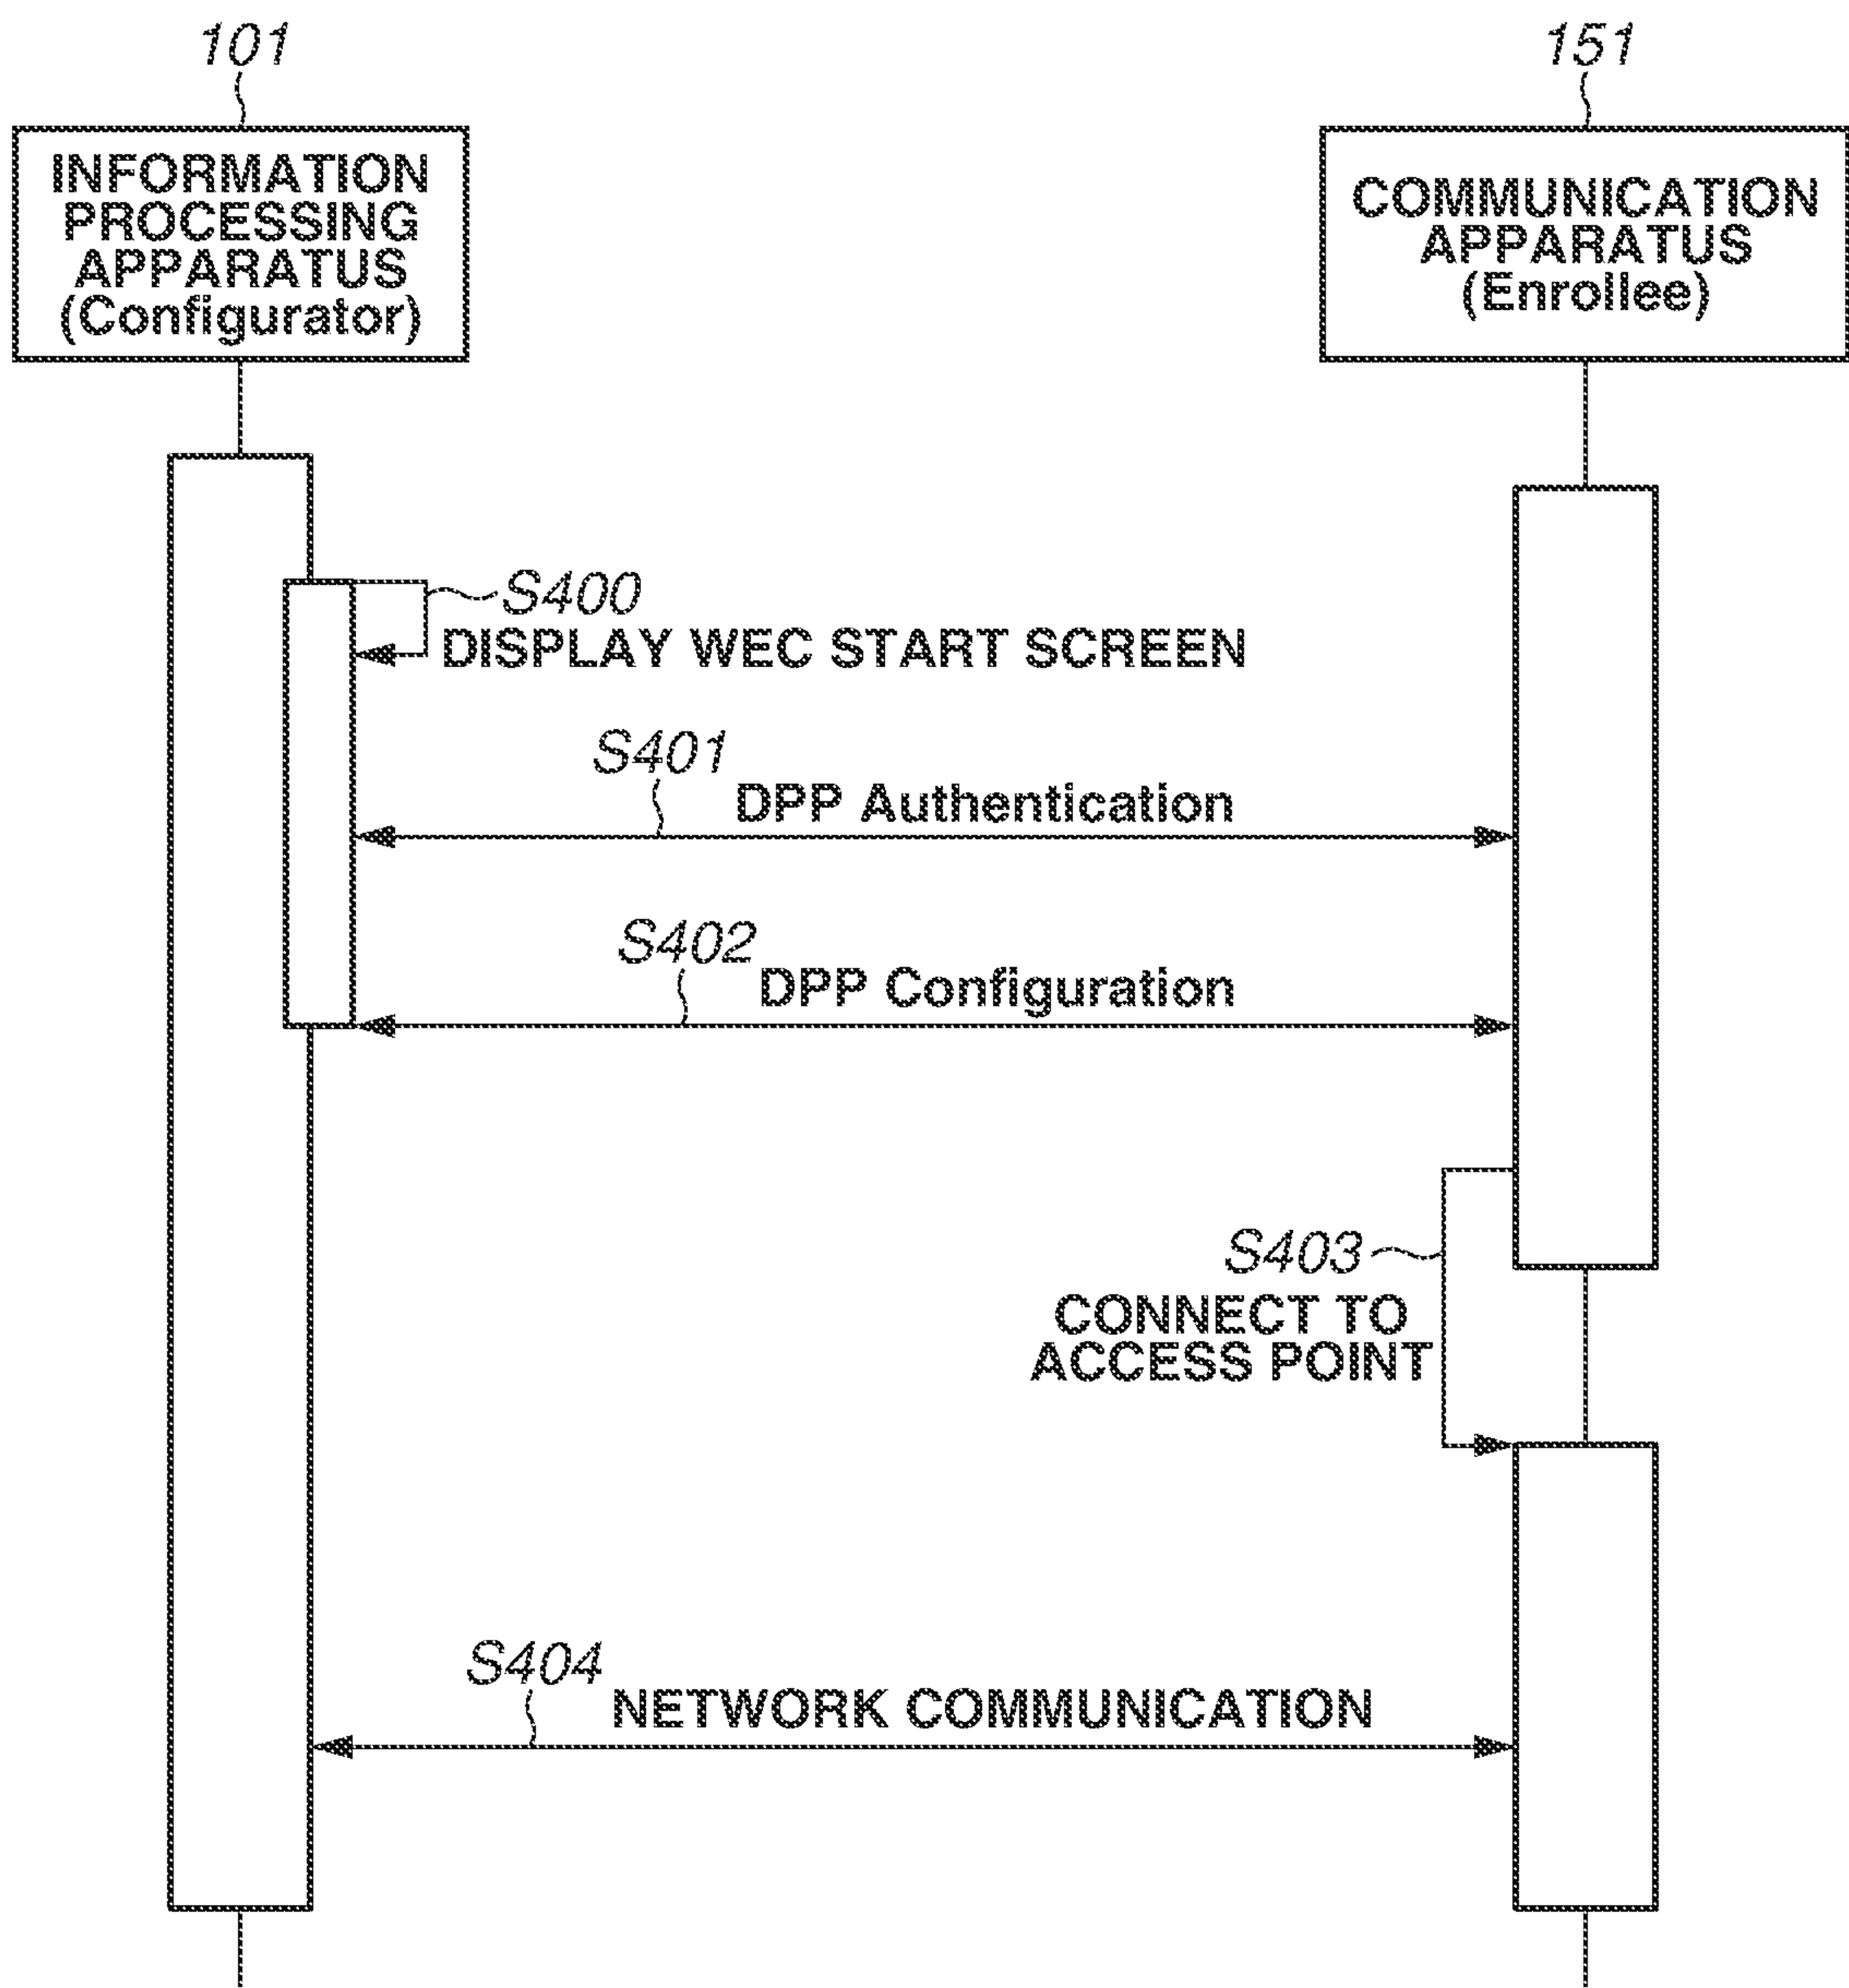 101
151
INFORMATION
PROCESSING
APPARATUS
(Configurator)
COMMUNICATION
APPARATUS
(Enrollee)
S400
DISPLAY WEC START SCREEN
S401
DPP Authentication
S402
DPP Configuration
S403
CONNECT TO
ACCESS POINT
S404
NETWORK COMMUNICATION